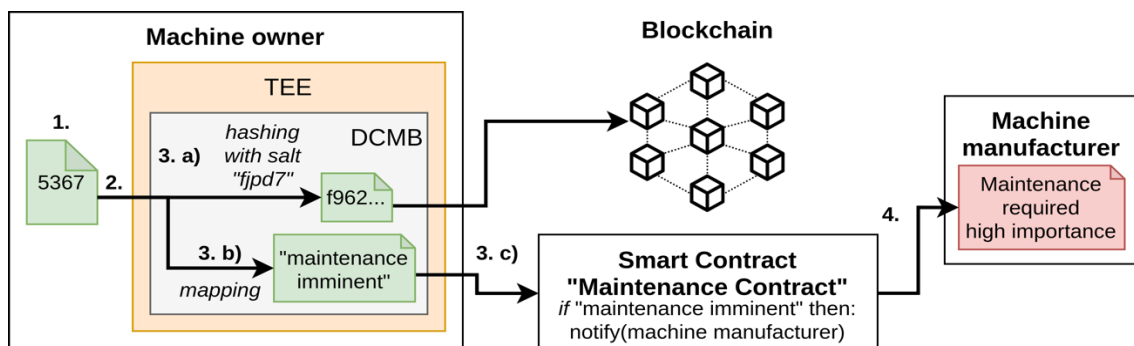 Machine owner
TEE
DCMB
1.
5367
2.
3. a)
hashing
with salt
"fjpd7"
f962...
3. b)
mapping
"maintenance
imminent"
3. c)
Blockchain
Smart Contract
"Maintenance Contract"
if "maintenance imminent" then:
notify(machine manufacturer)
4.
Machine
manufacturer
Maintenance
required
high importance